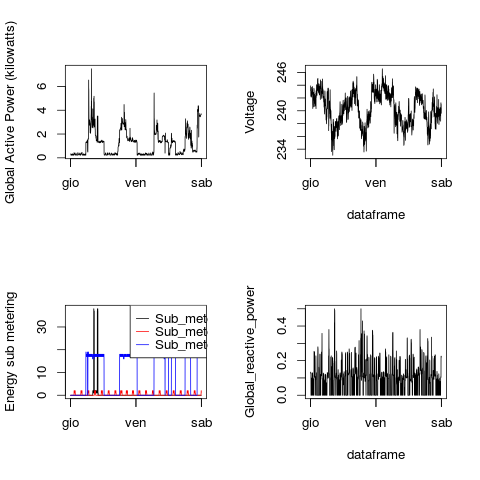 Global Active Power (kilowatts)
0 2 4 6
gio ven sab
Voltage
234 240 246
gio ven sab
dataframe
Energy sub metering
0 10 30
Sub_met
Sub_met
Sub_met
gio ven sab
Global_reactive_power
0.0 0.2 0.4
gio ven sab
dataframe